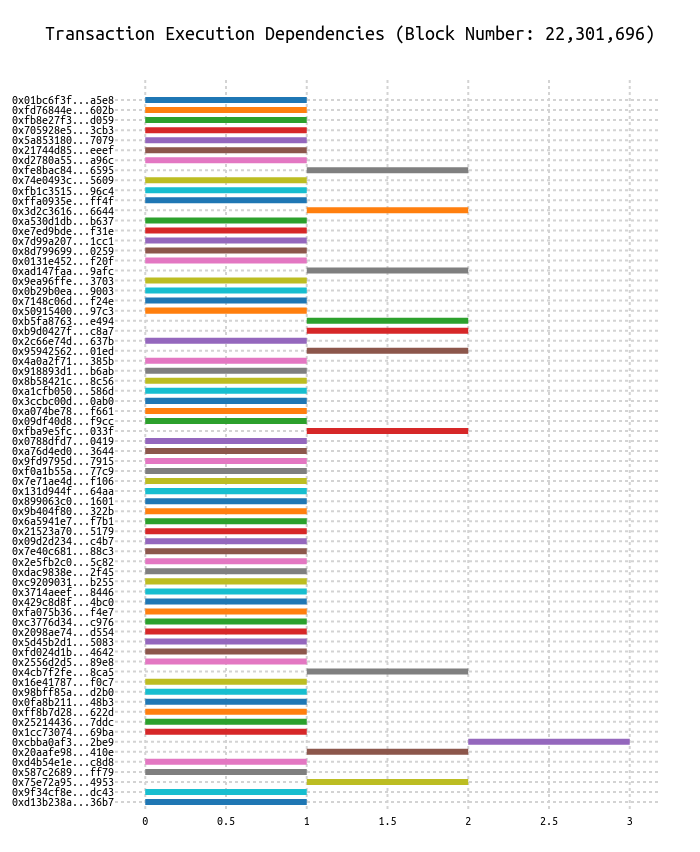 Transaction Execution Dependencies (Block Number: 22,301,696)
0x01bc6f3f...a5e8
0xfd76844e...602b
0xfb8e27f3...d059
0x705928e5...3cb3
0x5a853180...7079
0x21744d85...eeef
0xd2780a55...a96c
0xfe8bac84...6595
0x74e0493c...5609
0xfb1c3515...96c4
0xffa0935e...ff4f
0x3d2c3616...6644
0xa530d1db...b637
0xe7ed9bde...f31e
0x7d99a207...1cc1
0x8d799699...0259
0x0131e452...f20f
0xad147faa...9afc
0x9ea96ffe...3703
0x0b29b0ea...9003
0x7148c06d...f24e
0x50915400...97c3
0xb5fa8763...e494
0xb9d0427f...c8a7
0x2c66e74d...637b
0x95942562...01ed
0x4a0a2f71...385b
0x918893d1...b6ab
0x8b58421c...8c56
0xa1cfb050...586d
0x3ccbc00d...0ab0
0xa074be78...f661
0x09df40d8...f9cc
0xfba9e5fc...033f
0x0788dfd7...0419
0xa76d4ed0...3644
0x9fd9795d...7915
0xf0a1b55a...77c9
0x7e71ae4d...f106
0x131d944f...64aa
0x899063c0...1601
0x9b404f80...322b
0x6a5941e7...f7b1
0x21523a70...5179
0x09d2d234...c4b7
0x7e40c681...88c3
0x2e5fb2c0...5c82
0xdac9838e...2f45
0xc9209031...b255
0x3714aeef...8446
0x429c8d8f...4bc0
0xfa075b36...f4e7
0xc3776d34...c976
0x2098ae74...d554
0x5d45b2d1...5083
0xfd024d1b...4642
0x2556d2d5...89e8
0x4cb7f2fe...8ca5
0x16e41787...f0c7
0x98bff85a...d2b0
0x0fa8b211...48b3
0xff8b7d28...622d
0x25214436...7ddc
0x1cc73074...69ba
0xcbba0af3...2be9
0x20aafe98...410e
0xd4b54e1e...c8d8
0x587c2689...ff79
0x75e72a95...4953
0x9f34cf8e...dc43
0xd13b238a...36b7
0 0.5 1 1.5 2 2.5 3